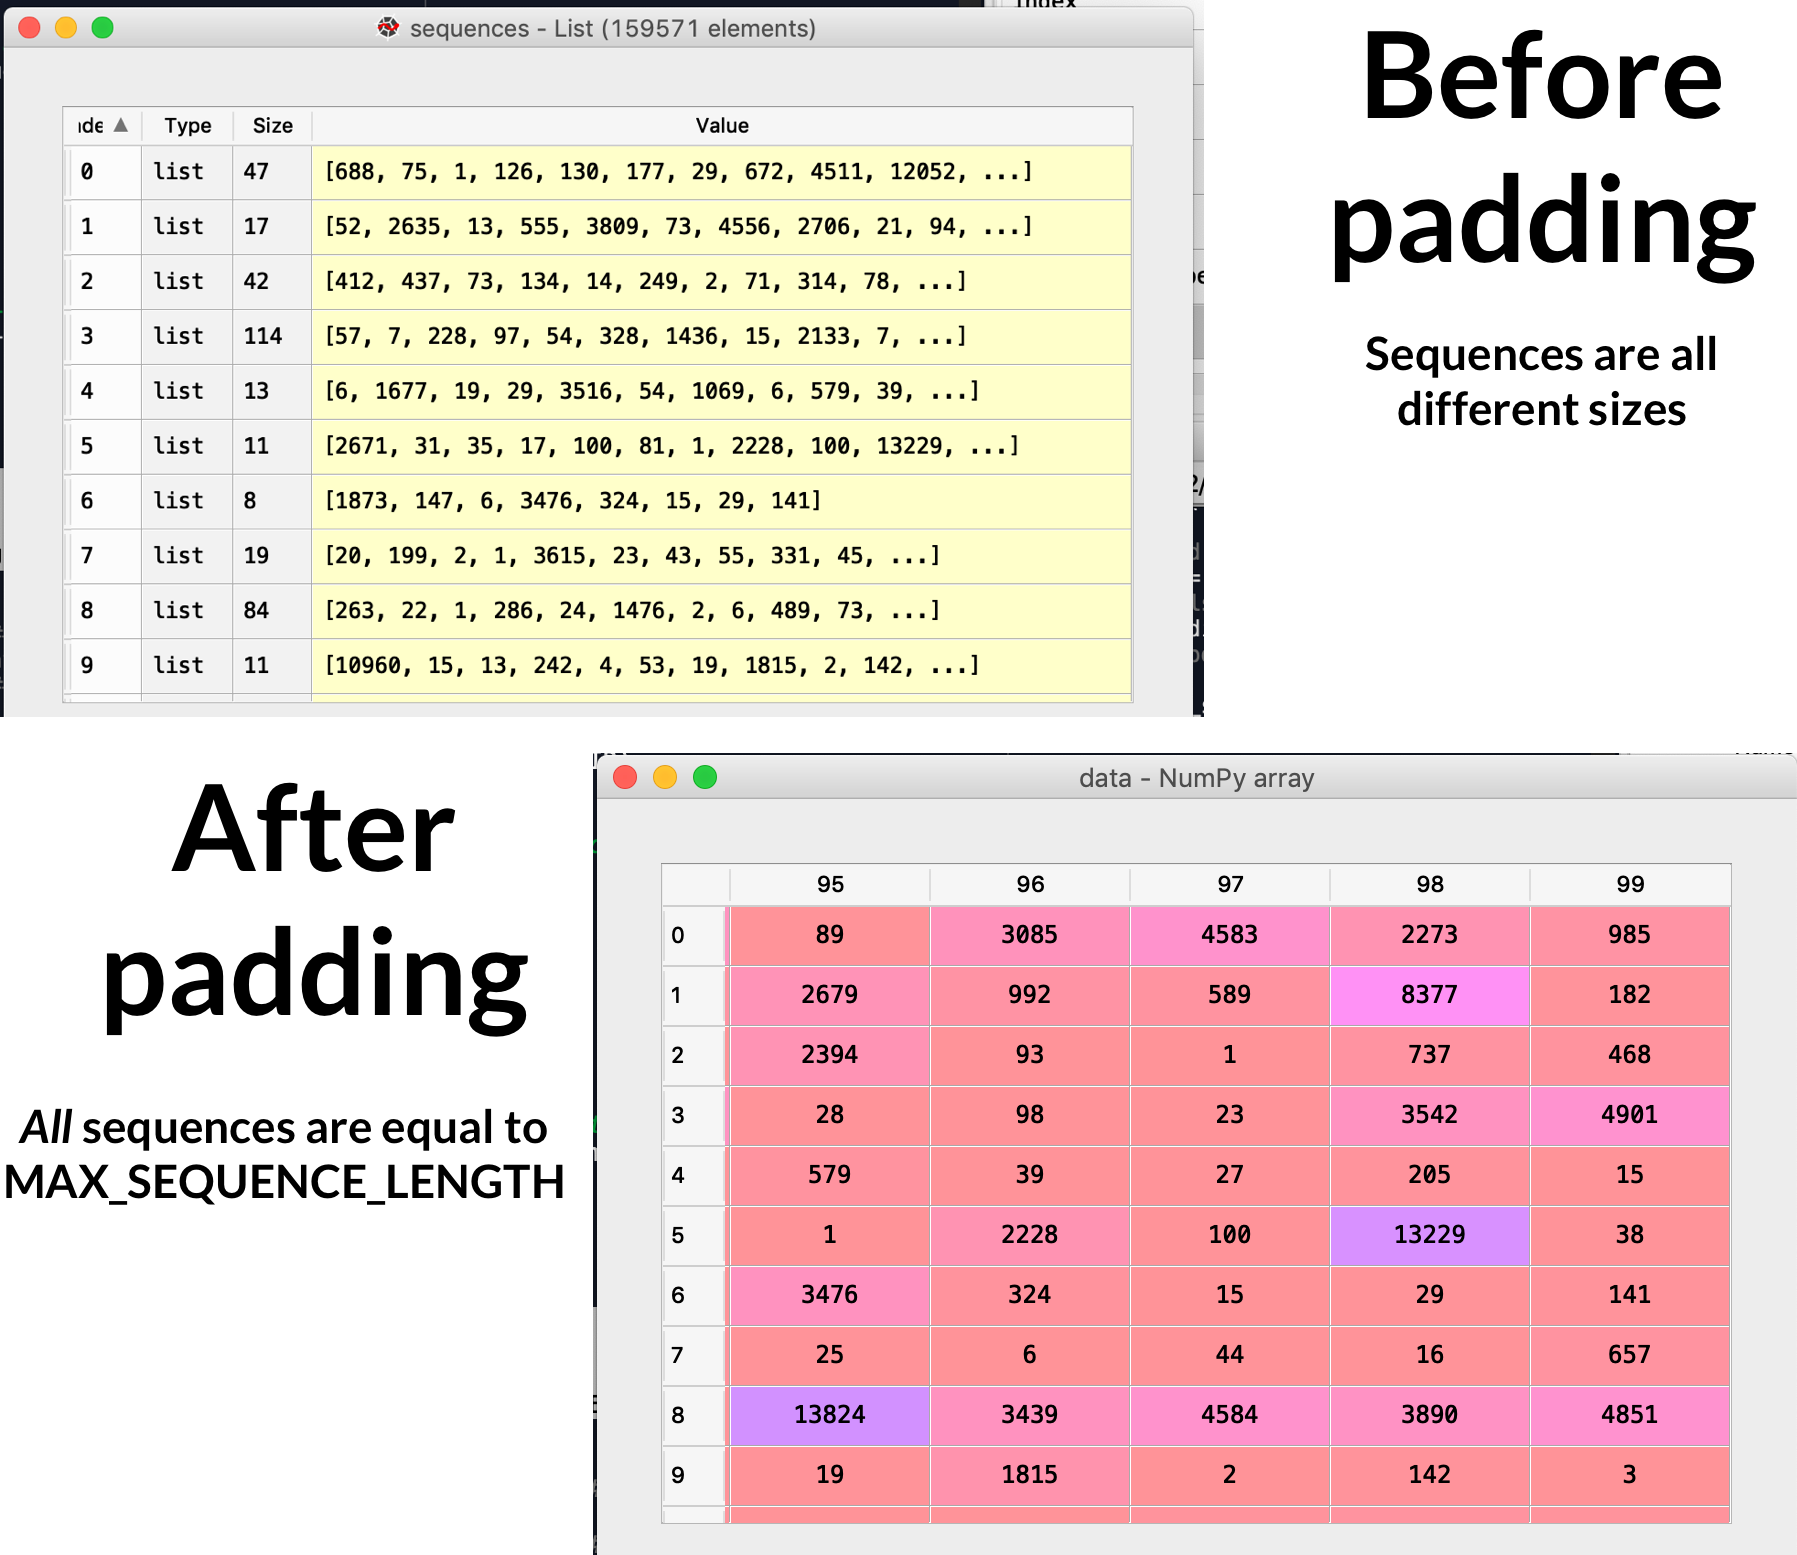 sequences - List (159571 elements)
Before
padding
Sequences are all
different sizes
Type Size Value
0 list 47 [688, 75, 1, 126, 130, 177, 29, 672, 4511, 12052, ...]
1 list 17 [52, 2635, 13, 555, 3809, 73, 4556, 2706, 21, 94, ...]
2 list 42 [412, 437, 73, 134, 14, 249, 2, 71, 314, 78, ...]
3 list 114 [57, 7, 228, 97, 54, 328, 1436, 15, 2133, 7, ...]
4 list 13 [6, 1677, 19, 29, 3516, 54, 1069, 6, 579, 39, ...]
5 list 11 [2671, 31, 35, 17, 100, 81, 1, 2228, 100, 13229, ...]
6 list 8 [1873, 147, 6, 3476, 324, 15, 29, 141]
7 list 19 [20, 199, 2, 1, 3615, 23, 43, 55, 331, 45, ...]
8 list 84 [263, 22, 1, 286, 24, 1476, 2, 6, 489, 73, ...]
9 list 11 [10960, 15, 13, 242, 4, 53, 19, 1815, 2, 142, ...]
After
padding
All sequences are equal to
MAX_SEQUENCE_LENGTH
data - NumPy array
95 96 97 98 99
0 89 3085 4583 2273 985
1 2679 992 589 8377 182
2 2394 93 1 737 468
3 28 98 23 3542 4901
4 579 39 27 205 15
5 1 2228 100 13229 38
6 3476 324 15 29 141
7 25 6 44 16 657
8 13824 3439 4584 3890 4851
9 19 1815 2 142 3